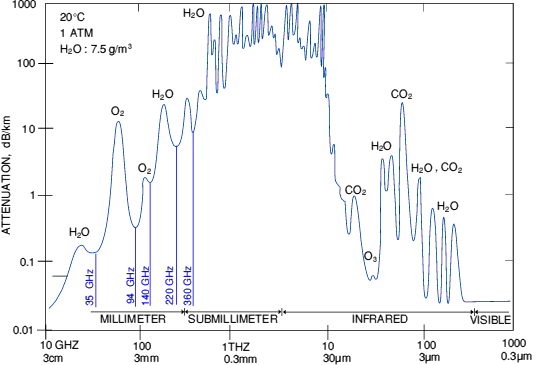 1000
100
10
1
0.1
0.01
ATTENUATION, dB/km
20°C
1 ATM
H₂O : 7.5 g/m³
H₂O
O₂
H₂O
O₂
H₂O
CO₂
O₃
H₂O
CO₂
H₂O , CO₂
H₂O
35 GHz
94 GHz
140 GHz
220 GHz
360 GHz
MILLIMETER
SUBMILLIMETER
INFRARED
VISIBLE
10 GHZ
3cm
100
3mm
1THZ
0.3mm
10
30µm
100
3µm
1000
0.3µm